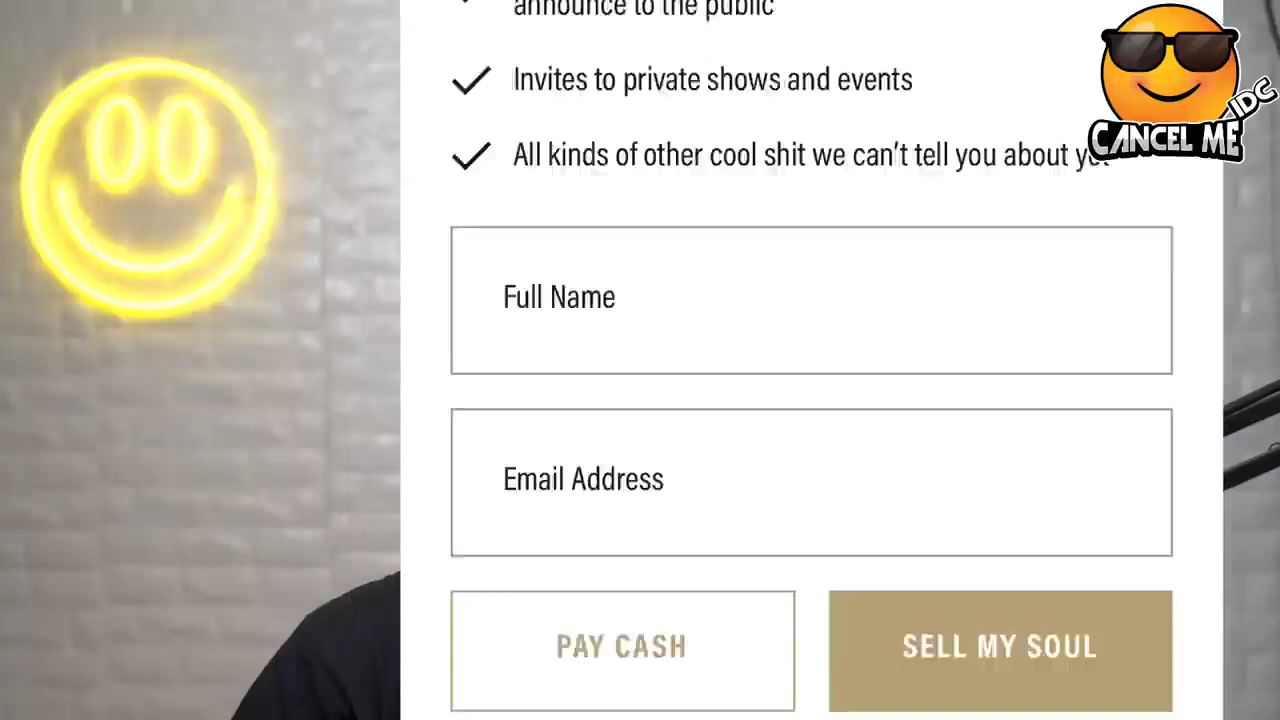 announce to the public
Invites to private shows and events
All kinds of other cool shit we can't tell you about
Full Name
Email Address
PAY CASH
SELL MY SOUL
CANCEL ME
IDC